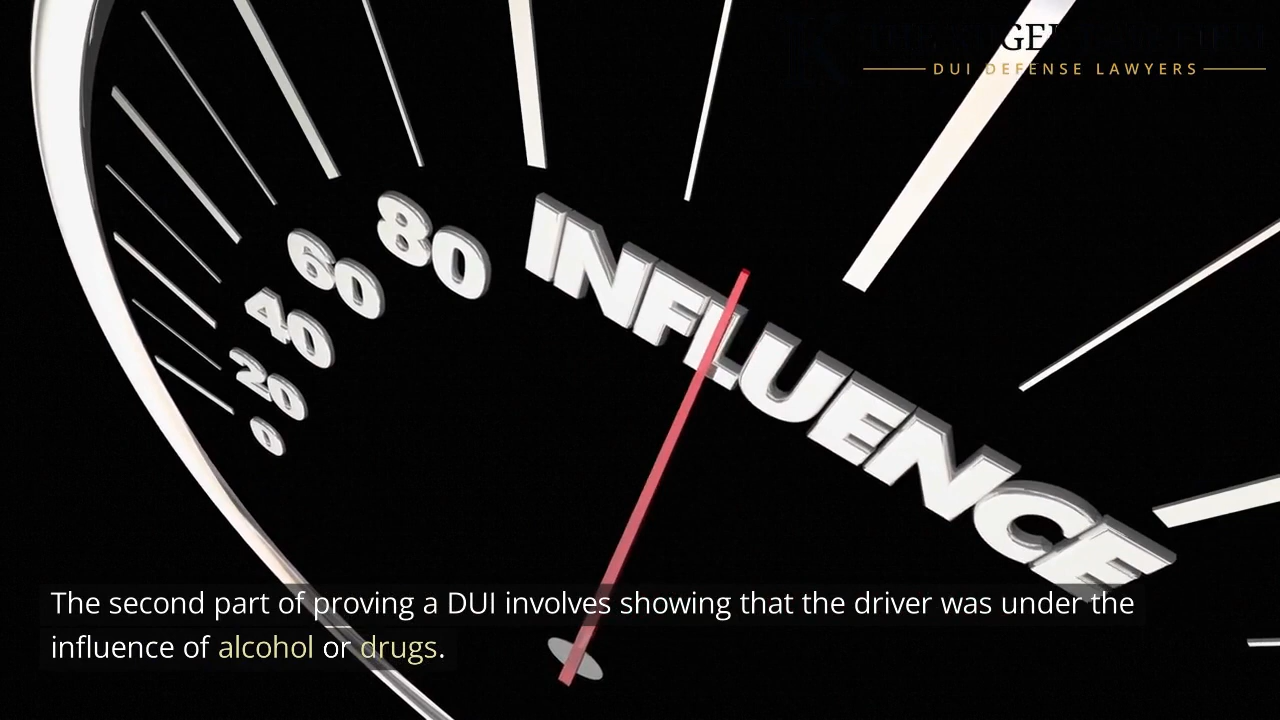 DUI DEFENSE LAWYERS
80
60
40
20
0
INFLUENCE
The second part of proving a DUI involves showing that the driver was under the
influence of alcohol or drugs.